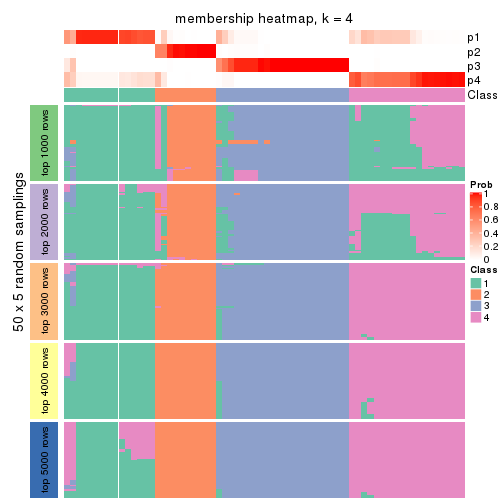 membership heatmap, k = 4
p1
p2
p3
p4
Class
50 x 5 random samplings
top 1000 rows
top 2000 rows
top 3000 rows
top 4000 rows
top 5000 rows
Prob
1
0.8
0.6
0.4
0.2
0
Class
1
2
3
4